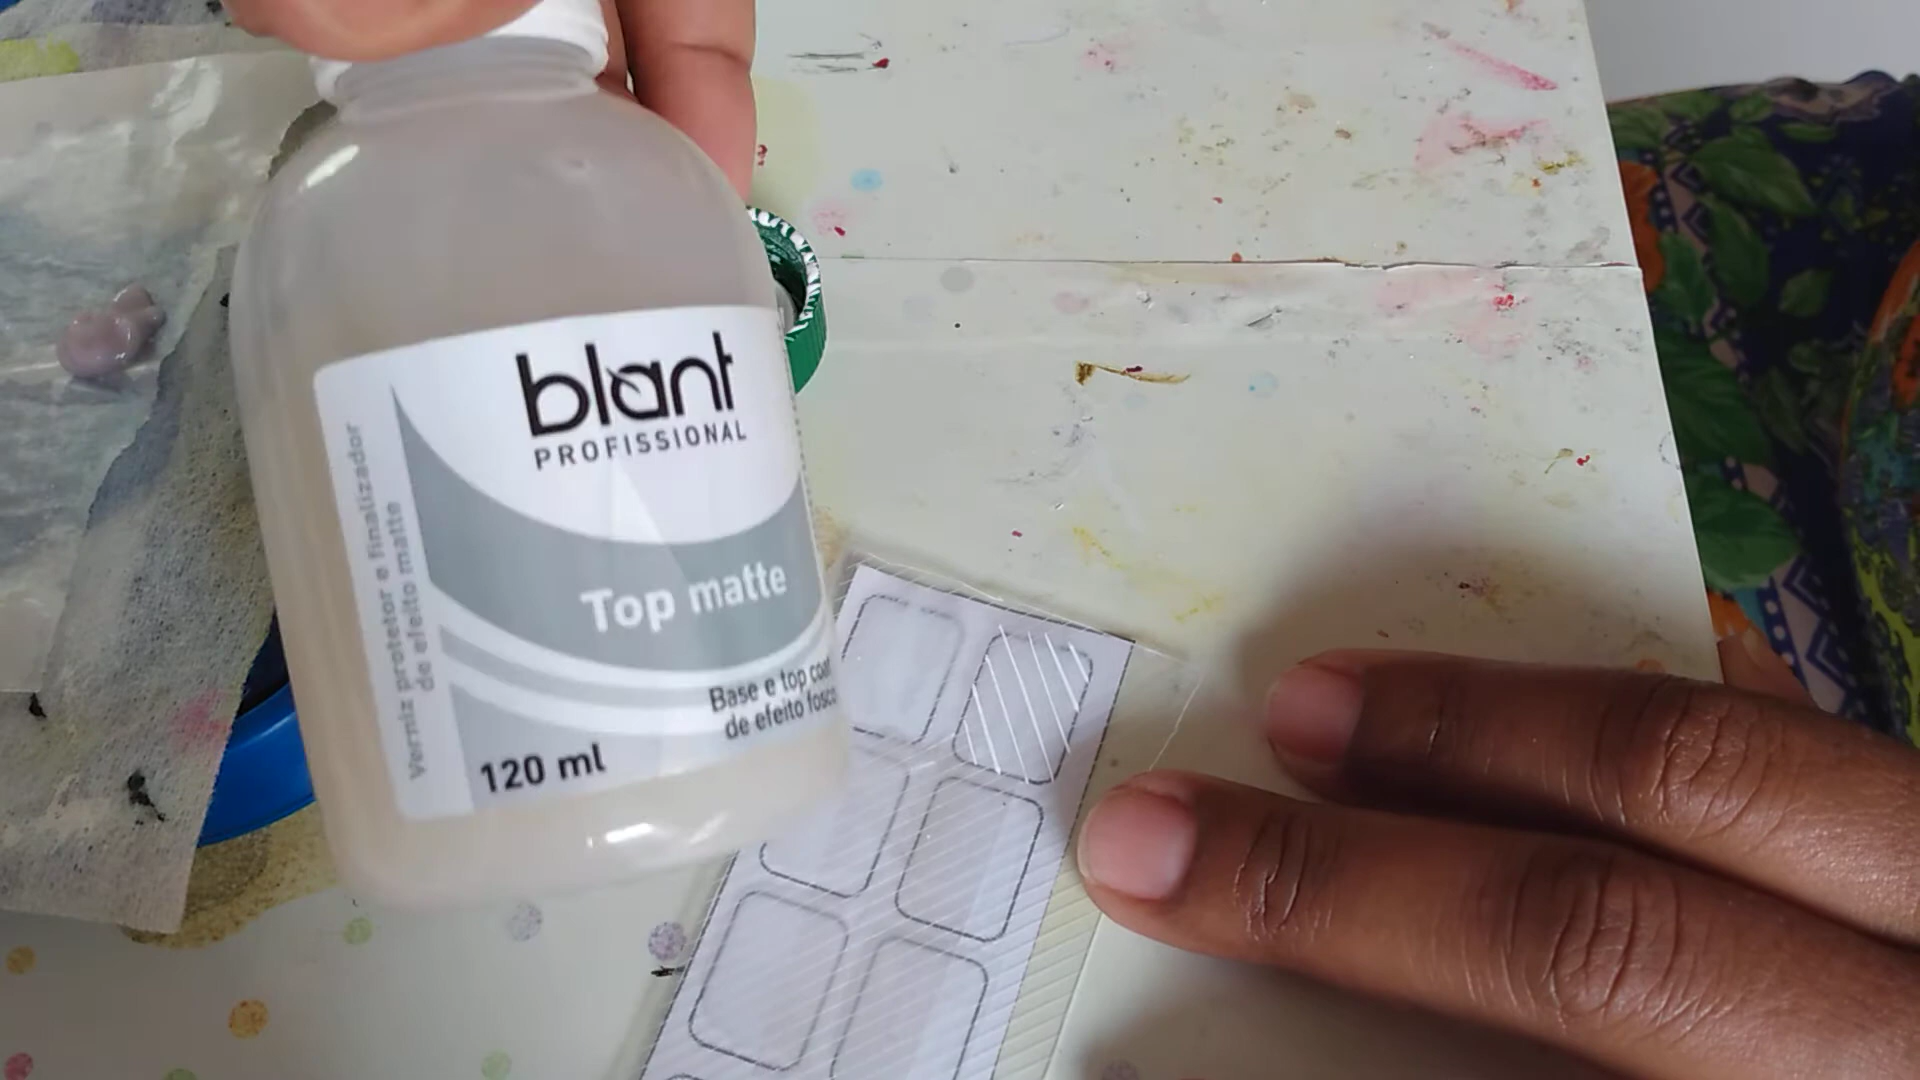 blant
PROFISSIONAL
Top matte
Base e top coat
de efeito fosco
120 ml
Verniz protetor e finalizador
de efeito matte